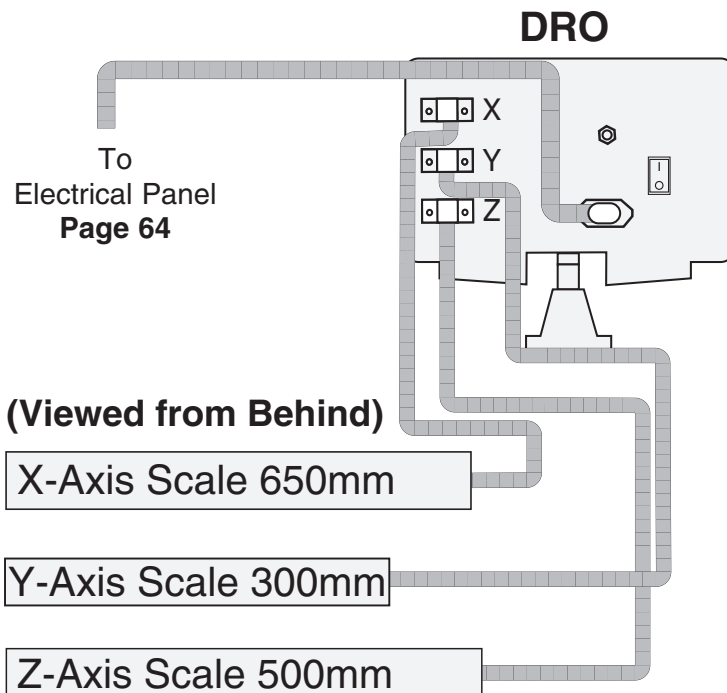 DRO
X
Y
Z
To
Electrical Panel
Page 64
(Viewed from Behind)
X-Axis Scale 650mm
Y-Axis Scale 300mm
Z-Axis Scale 500mm